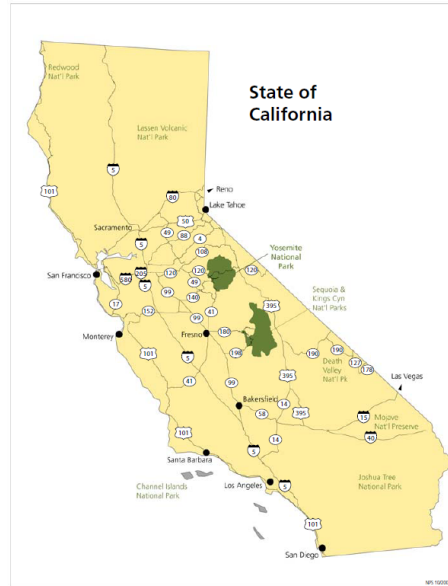 State of
California
Redwood
Nat'l Park
Lassen Volcanic
Nat'l Park
5
101
80
Reno
Lake Tahoe
50
Sacramento
49
88
4
5
108
Yosemite
National
Park
San Francisco
580
205
120
120
120
5
49
Sequoia &
Kings Cyn
Nat'l Parks
99
140
395
17
152
99
41
Monterey
Fresno
180
190
190
101
5
198
Death
Valley
Nat'l Pk
127
178
395
Las Vegas
41
99
14
Bakersfield
395
58
15
Mojave
Nat'l Preserve
101
14
40
5
Santa Barbara
Channel Islands
National Park
Los Angeles
5
Joshua Tree
National Park
101
San Diego